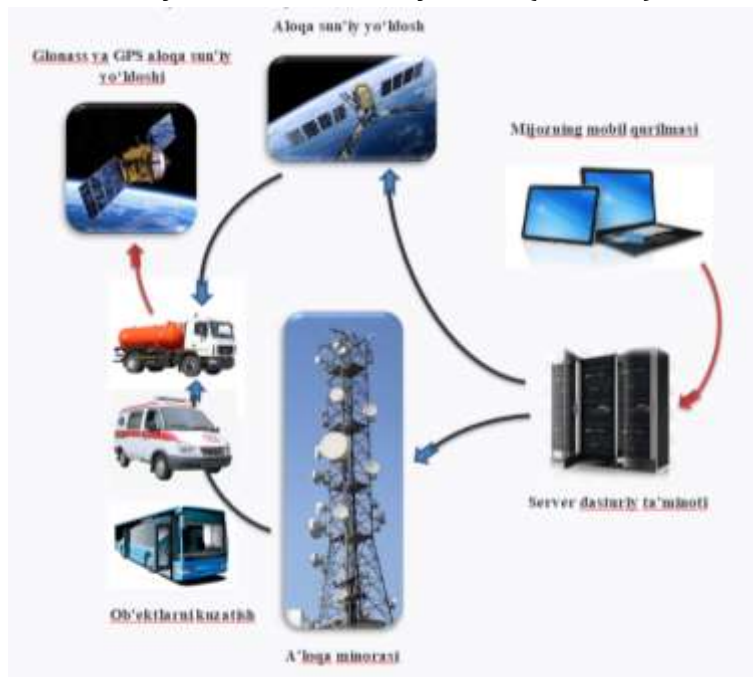 Aloqa sun'iy yo'ldosh
Glonass va GPS aloqa sun'iy
yo'ldoshi
Mijozning mobil qurilmasi
Server dasturiy ta'minoti
Ob'ektlarni kuzatish
A'loqa minorasi